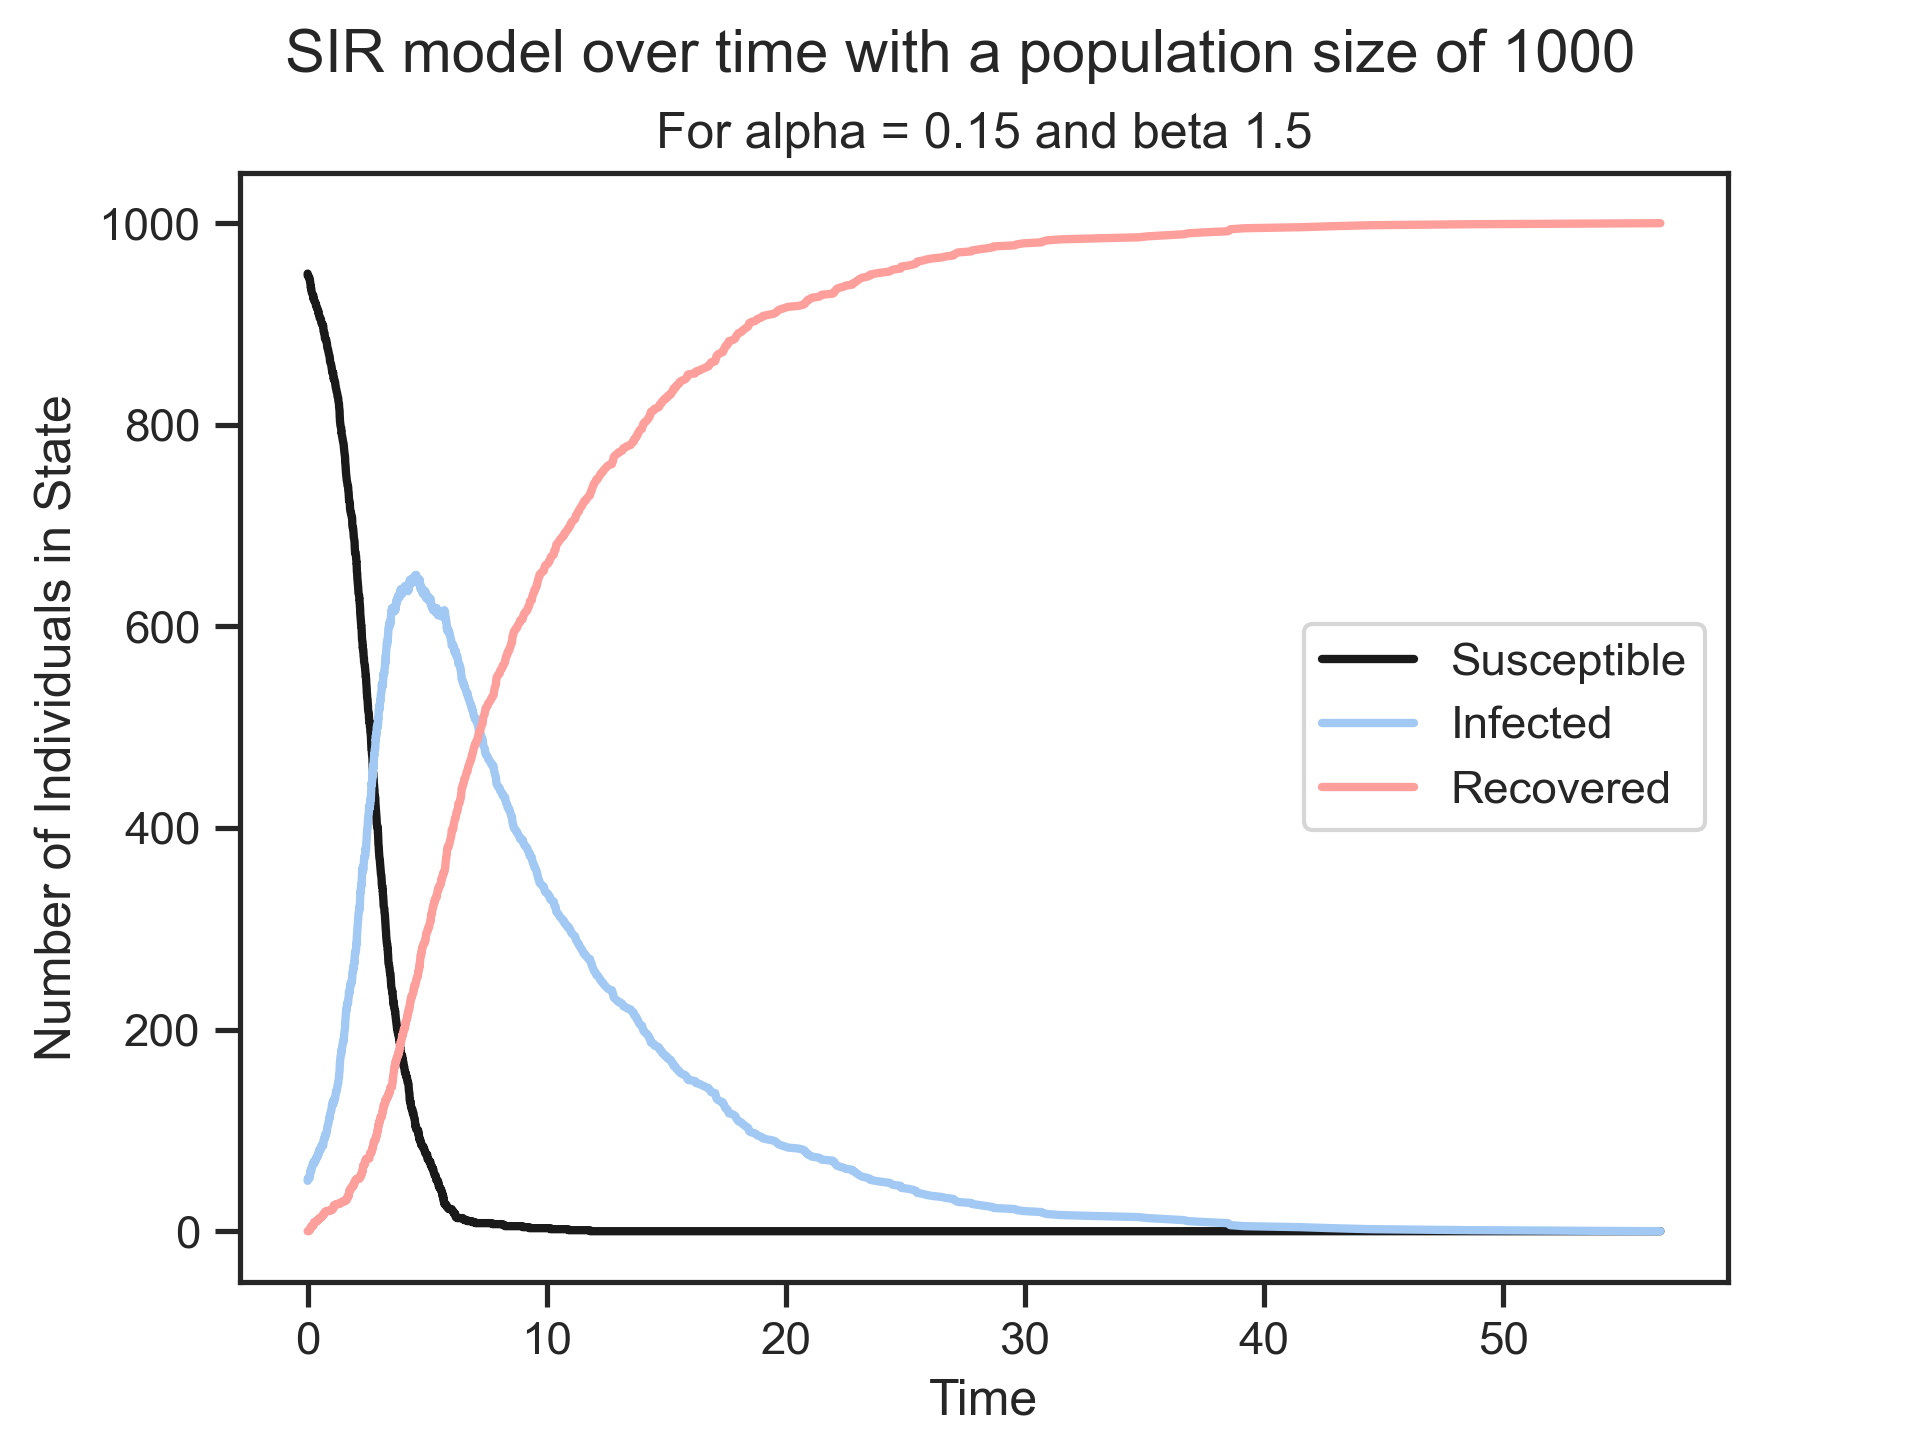 SIR model over time with a population size of 1000
For alpha = 0.15 and beta 1.5
Number of Individuals in State
1000
800
600
400
200
0
Susceptible
Infected
Recovered
0 10 20 30 40 50
Time